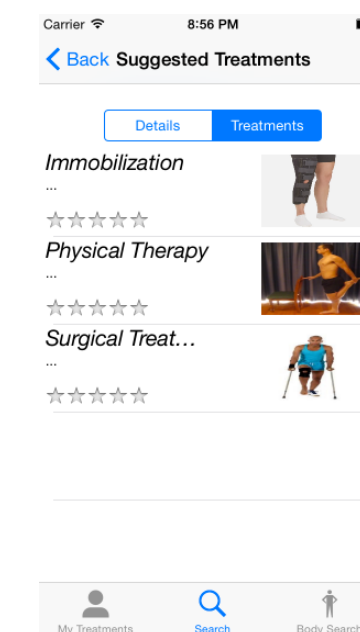 Carrier 8:56 PM
Back Suggested Treatments
Details Treatments
Immobilization
...
Physical Therapy
...
Surgical Treat...
...
My Treatments Search Body Search